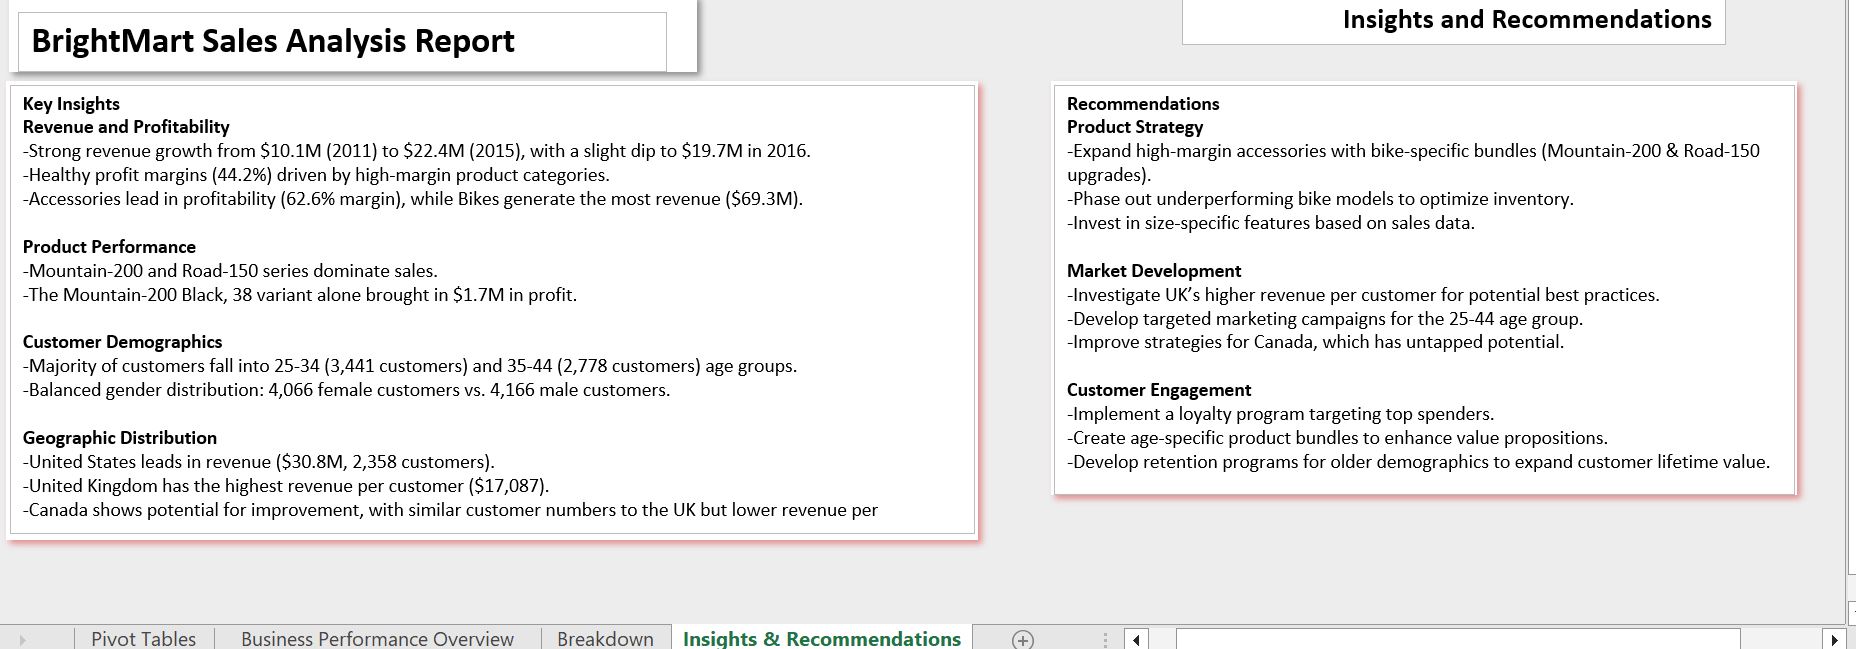 BrightMart Sales Analysis Report
Insights and Recommendations
Key Insights
Revenue and Profitability
-Strong revenue growth from $10.1M (2011) to $22.4M (2015), with a slight dip to $19.7M in 2016.
-Healthy profit margins (44.2%) driven by high-margin product categories.
-Accessories lead in profitability (62.6% margin), while Bikes generate the most revenue ($69.3M).
Product Performance
-Mountain-200 and Road-150 series dominate sales.
-The Mountain-200 Black, 38 variant alone brought in $1.7M in profit.
Customer Demographics
-Majority of customers fall into 25-34 (3,441 customers) and 35-44 (2,778 customers) age groups.
-Balanced gender distribution: 4,066 female customers vs. 4,166 male customers.
Geographic Distribution
-United States leads in revenue ($30.8M, 2,358 customers).
-United Kingdom has the highest revenue per customer ($17,087).
-Canada shows potential for improvement, with similar customer numbers to the UK but lower revenue per
Recommendations
Product Strategy
-Expand high-margin accessories with bike-specific bundles (Mountain-200 & Road-150
upgrades).
-Phase out underperforming bike models to optimize inventory.
-Invest in size-specific features based on sales data.
Market Development
-Investigate UK’s higher revenue per customer for potential best practices.
-Develop targeted marketing campaigns for the 25-44 age group.
-Improve strategies for Canada, which has untapped potential.
Customer Engagement
-Implement a loyalty program targeting top spenders.
-Create age-specific product bundles to enhance value propositions.
-Develop retention programs for older demographics to expand customer lifetime value.
Pivot Tables
Business Performance Overview
Breakdown
Insights & Recommendations